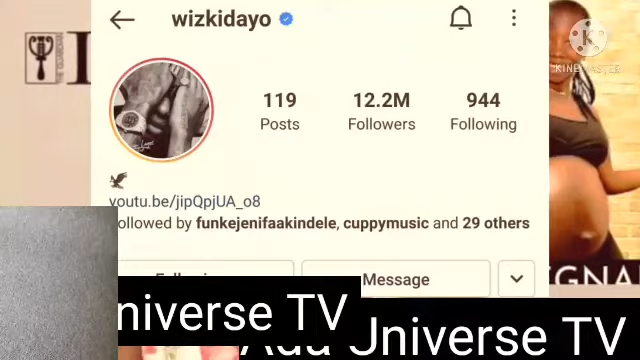 wizkidayo
119 12.2M 944
Posts Followers Following
youtu.be/jipQpjUA_o8
ollowed by funkejenifaakindele, cuppymusic and 29 others
Message
niverse TV
Jniverse TV
KINEMASTER